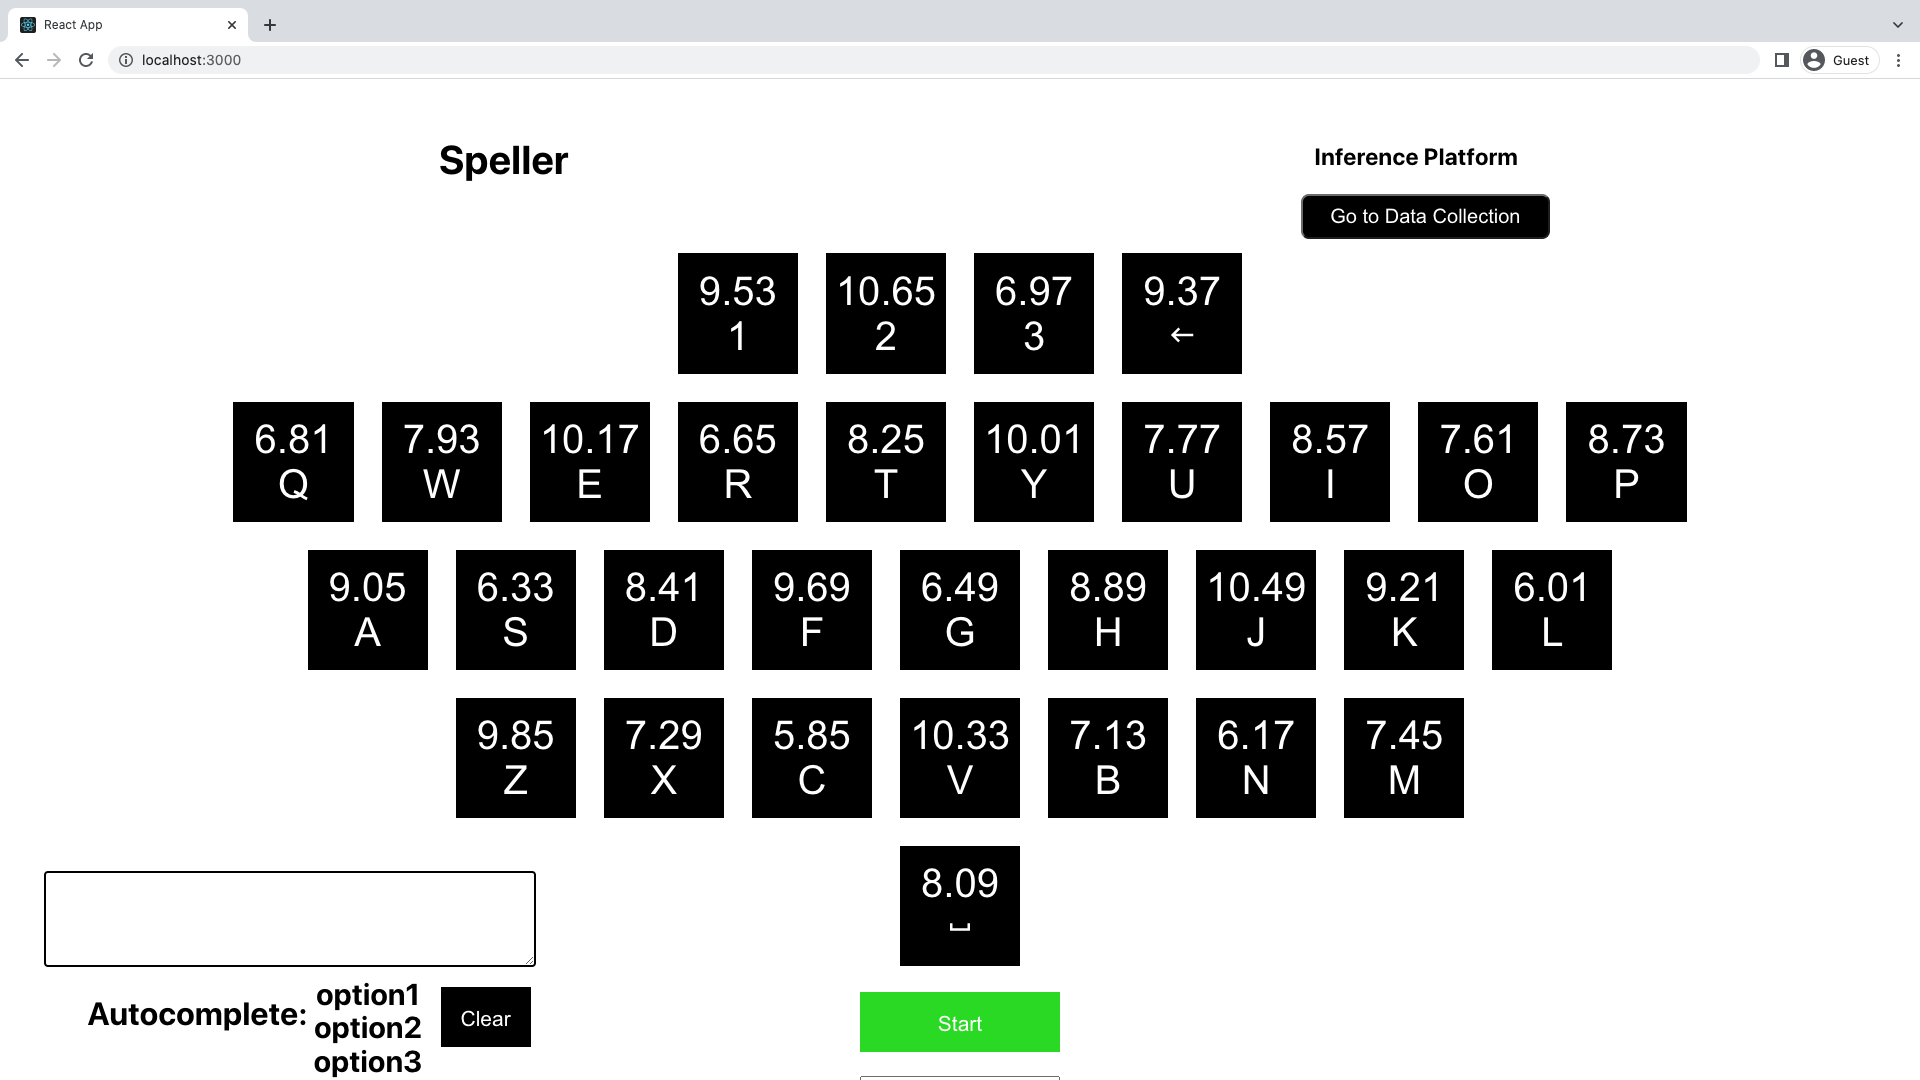 React App
localhost:3000
Guest
Speller
Inference Platform
Go to Data Collection
9.53 10.65 6.97 9.37
1 2 3 ←
6.81 7.93 10.17 6.65 8.25 10.01 7.77 8.57 7.61 8.73
Q W E R T Y U I O P
9.05 6.33 8.41 9.69 6.49 8.89 10.49 9.21 6.01
A S D F G H J K L
9.85 7.29 5.85 10.33 7.13 6.17 7.45
Z X C V B N M
8.09
⎵
Autocomplete:
option1
option2
option3
Clear
Start